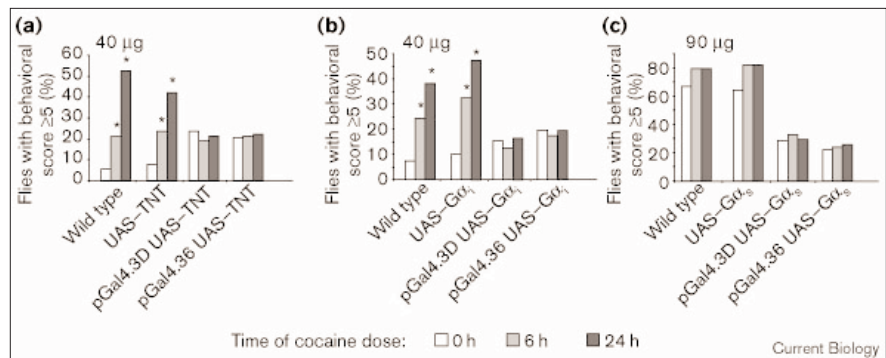 (a)
40 µg
Flies with behavioral
score ≥5 (%)
60
50
40
30
20
10
0
*
*
*
*
Wild type
UAS–TNT
pGal4.3D UAS–TNT
pGal4.36 UAS–TNT
(b)
40 µg
Flies with behavioral
score ≥5 (%)
50
40
30
20
10
0
*
*
*
*
Wild type
UAS–Gαi
pGal4.3D UAS–Gαi
pGal4.36 UAS–Gαi
(c)
90 µg
Flies with behavioral
score ≥5 (%)
80
60
40
20
0
Wild type
UAS–Gαs
pGal4.3D UAS–Gαs
pGal4.36 UAS–Gαs
Time of cocaine dose: 0 h 6 h 24 h
Current Biology